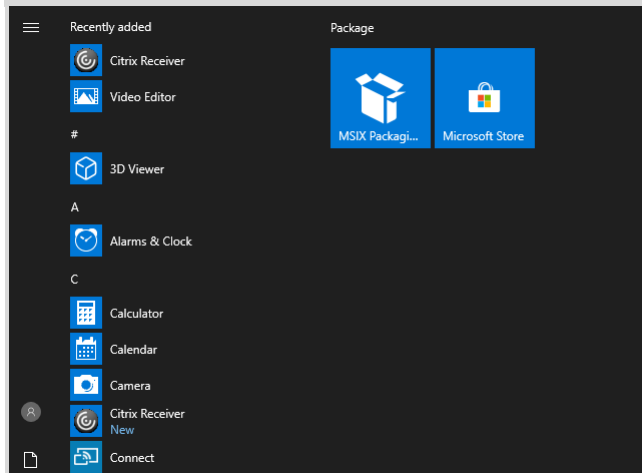 Recently added
Citrix Receiver
Video Editor
#
3D Viewer
A
Alarms & Clock
C
Calculator
Calendar
Camera
Citrix Receiver
New
Connect
Package
MSIX Packagi...
Microsoft Store